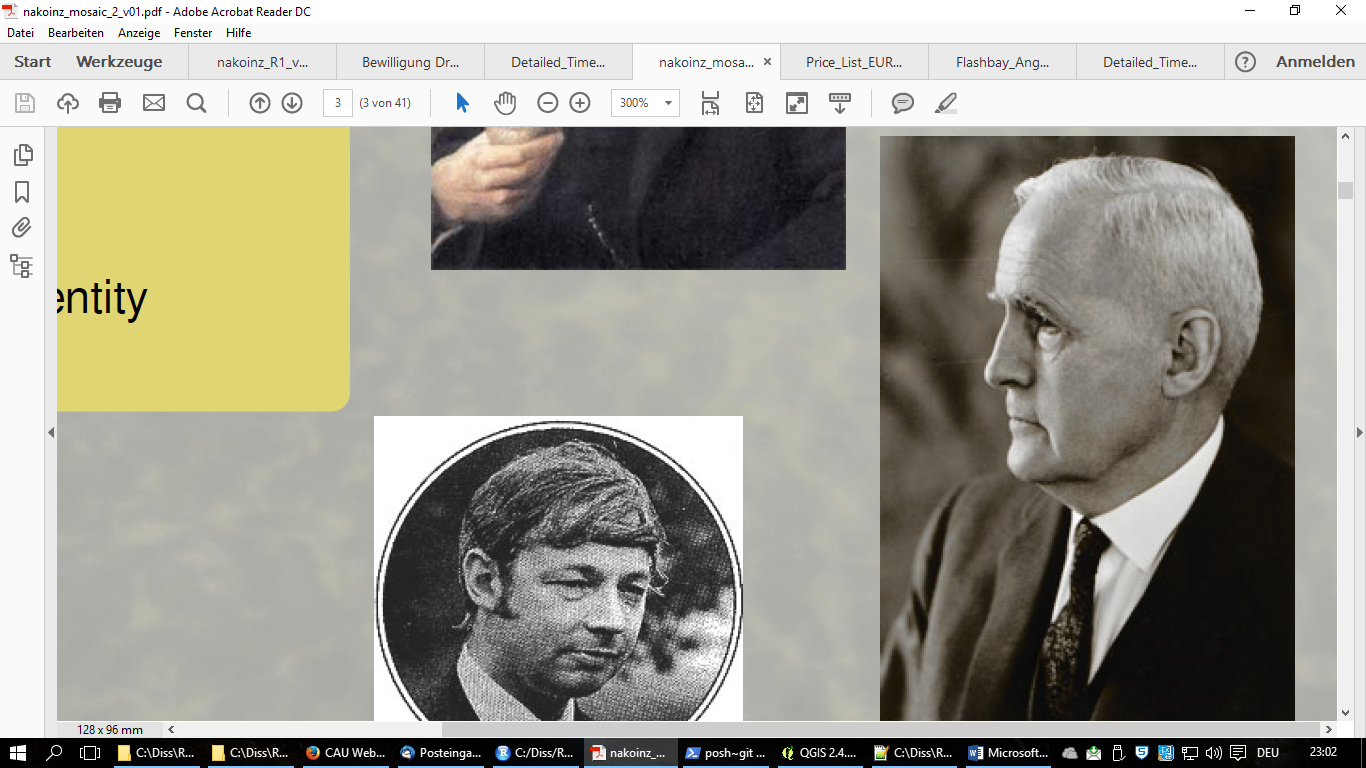 nakoinz_mosaic_2_v01.pdf - Adobe Acrobat Reader DC
Datei Bearbeiten Anzeige Fenster Hilfe
Start Werkzeuge nakoinz_R1_v... Bewilligung Dr... Detailed_Time... nakoinz_mosa... × Price_List_EUR... Flashbay_Ang... Detailed_Time... ? Anmelden
3 (3 von 41) 300%
entity
128 x 96 mm
C:\Diss\R... C:\Diss\R... CAU Web... Posteinga... C:/Diss/R... nakoinz_... posh~git ... QGIS 2.4.... C:\Diss\R... Microsoft... DEU 23:02